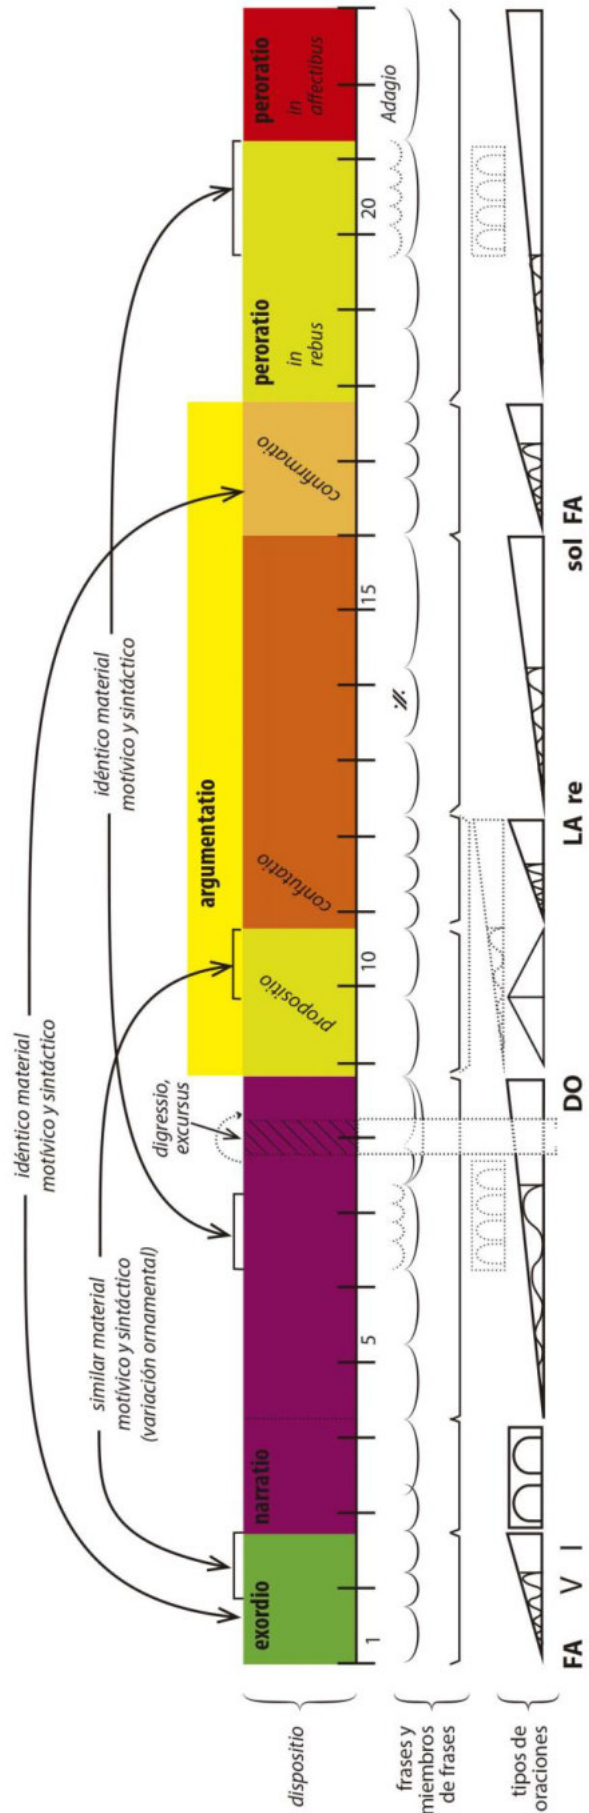 idéntico material
motívico y sintáctico
idéntico material
motívico y sintáctico
similar material
motívico y sintáctico
(variación ornamental)
digressio,
excursus
argumentatio
exordio
narratio
propositio
confutatio
confirmatio
peroratio
in
rebus
peroratio
in
affectibus
dispositio
1
5
10
15
20
Adagio
frases y
miembros
de frases
tipos de
oraciones
FA V I DO LA re sol FA